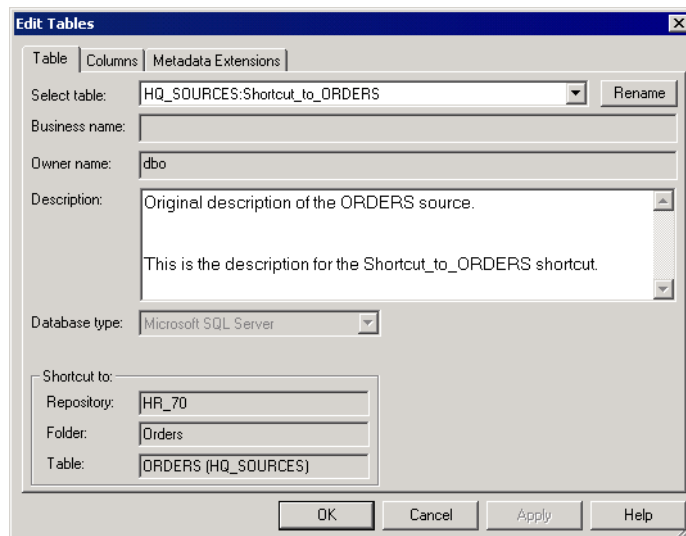 Edit Tables
Table Columns Metadata Extensions
Select table: HQ_SOURCES:Shortcut_to_ORDERS Rename
Business name:
Owner name: dbo
Description: Original description of the ORDERS source.
This is the description for the Shortcut_to_ORDERS shortcut.
Database type: Microsoft SQL Server
Shortcut to:
Repository: HR_70
Folder: Orders
Table: ORDERS (HQ_SOURCES)
OK Cancel Apply Help